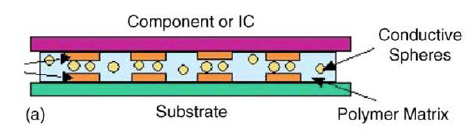 Component or IC
Conductive
Spheres
(a)
Substrate
Polymer Matrix